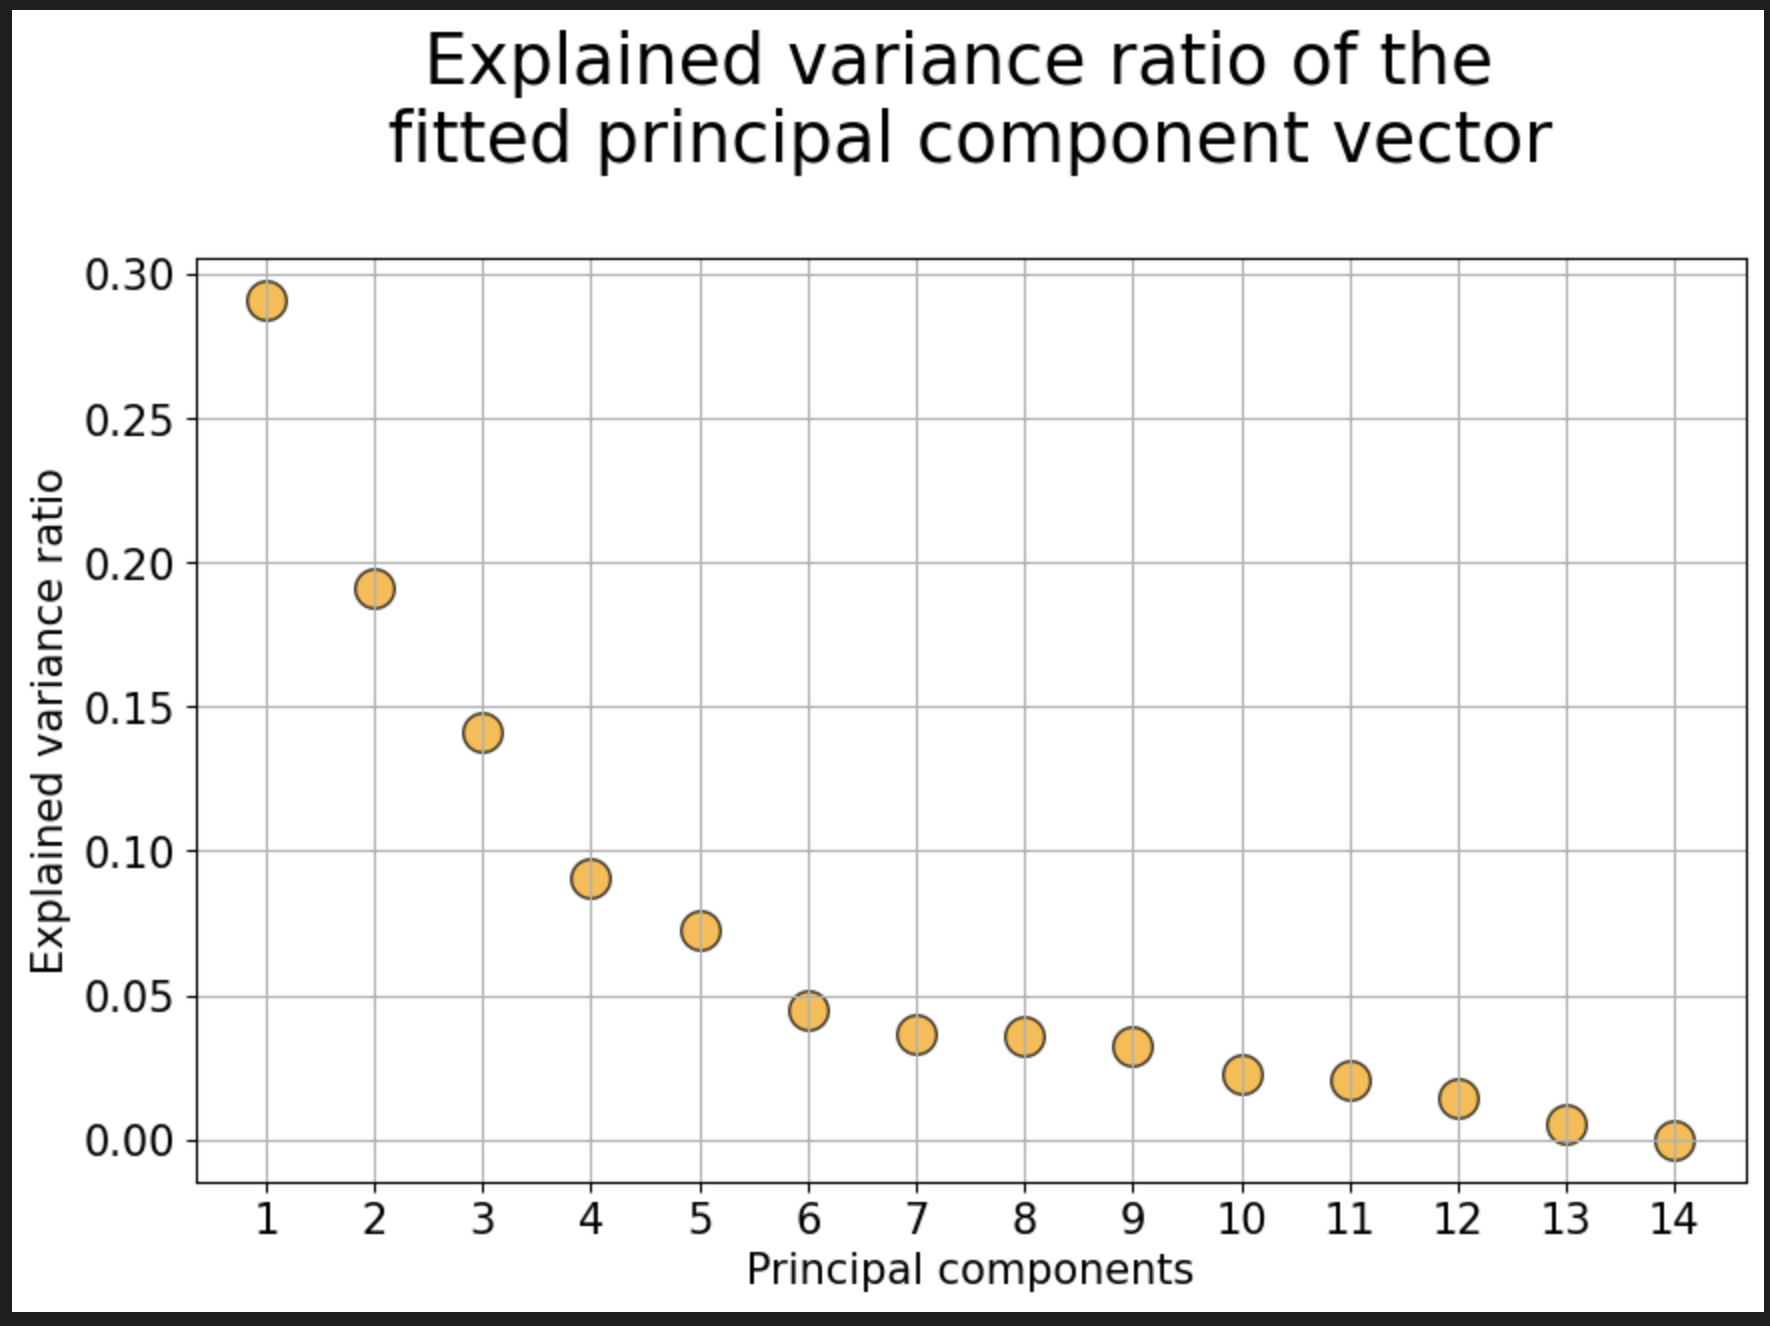 Explained variance ratio of the
fitted principal component vector
0.30
0.25
0.20
0.15
0.10
0.05
0.00
Explained variance ratio
1 2 3 4 5 6 7 8 9 10 11 12 13 14
Principal components